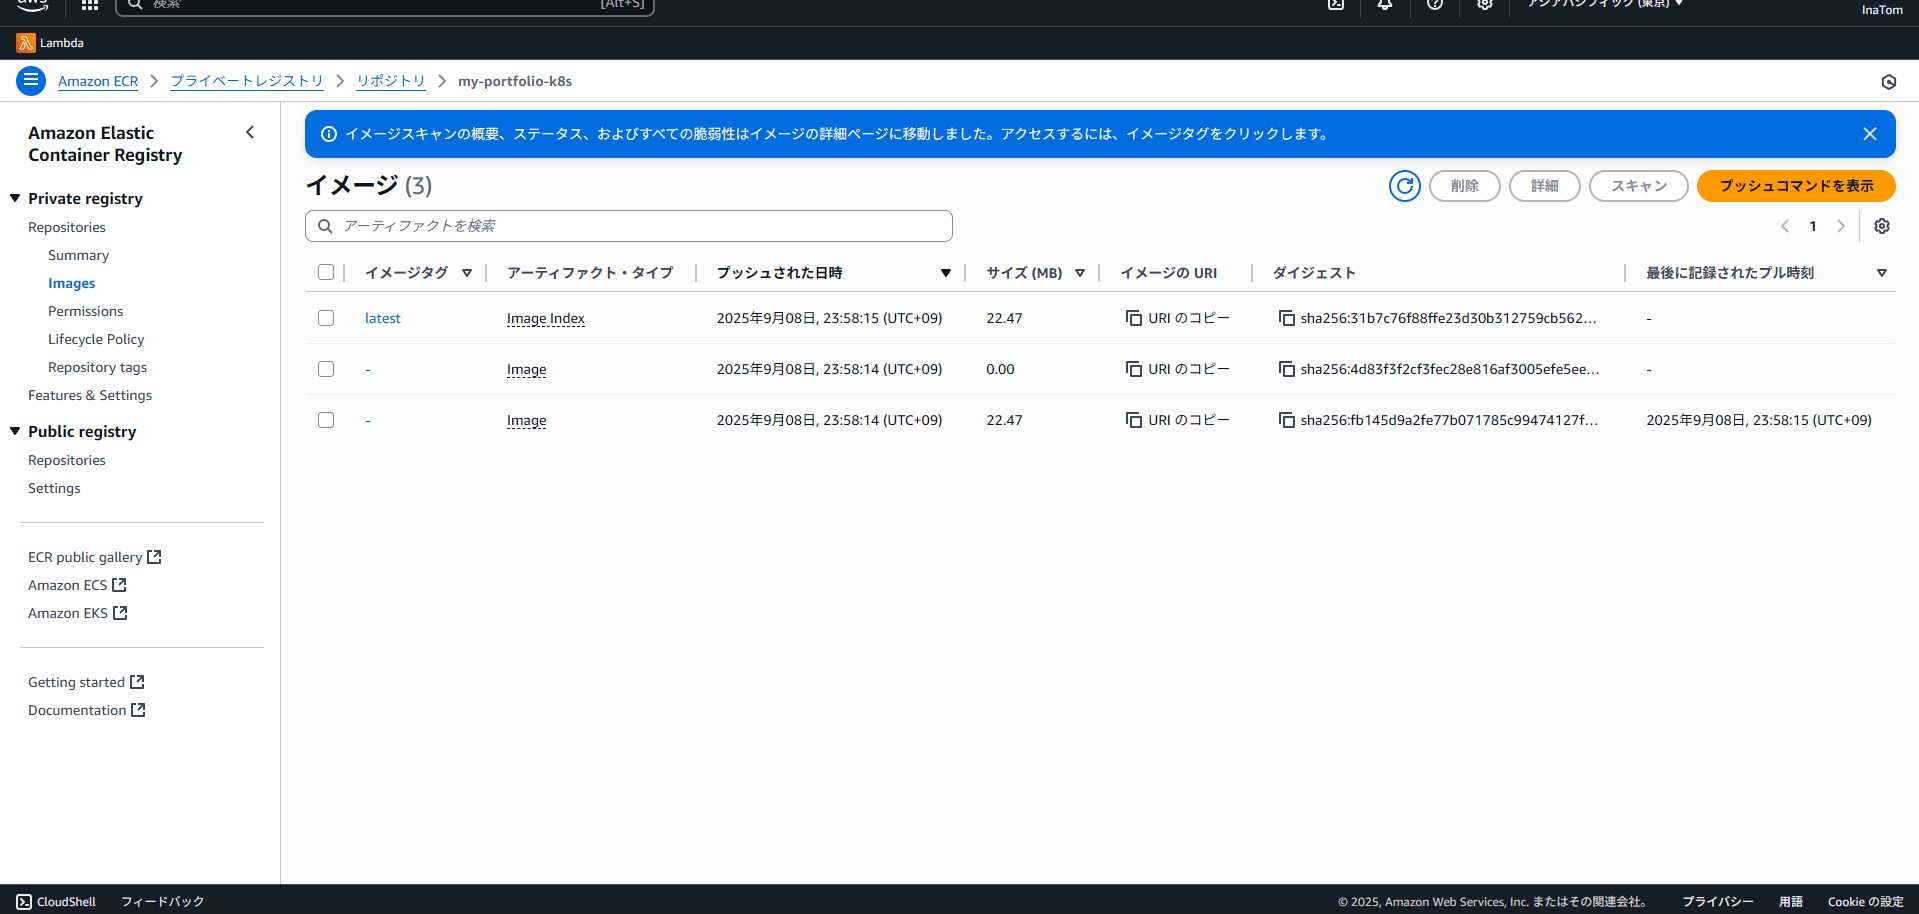 aws
検索
[Alt+S]
アジアパシフィック (東京)
InaTom
Lambda
Amazon ECR
プライベートレジストリ
リポジトリ
my-portfolio-k8s
Amazon Elastic
Container Registry
Private registry
Repositories
Summary
Images
Permissions
Lifecycle Policy
Repository tags
Features & Settings
Public registry
Repositories
Settings
ECR public gallery
Amazon ECS
Amazon EKS
Getting started
Documentation
イメージスキャンの概要、ステータス、およびすべての脆弱性はイメージの詳細ページに移動しました。アクセスするには、イメージタグをクリックします。
イメージ (3)
削除
詳細
スキャン
プッシュコマンドを表示
アーティファクトを検索
1
イメージタグ アーティファクト・タイプ プッシュされた日時 サイズ (MB) イメージの URI ダイジェスト 最後に記録されたプル時刻
latest Image Index 2025年9月08日, 23:58:15 (UTC+09) 22.47 URI のコピー sha256:31b7c76f88ffe23d30b312759cb562... -
- Image 2025年9月08日, 23:58:14 (UTC+09) 0.00 URI のコピー sha256:4d83f3f2cf3fec28e816af3005efe5ee... -
- Image 2025年9月08日, 23:58:14 (UTC+09) 22.47 URI のコピー sha256:fb145d9a2fe77b071785c99474127f... 2025年9月08日, 23:58:15 (UTC+09)
CloudShell
フィードバック
© 2025, Amazon Web Services, Inc. またはその関連会社。
プライバシー
用語
Cookie の設定